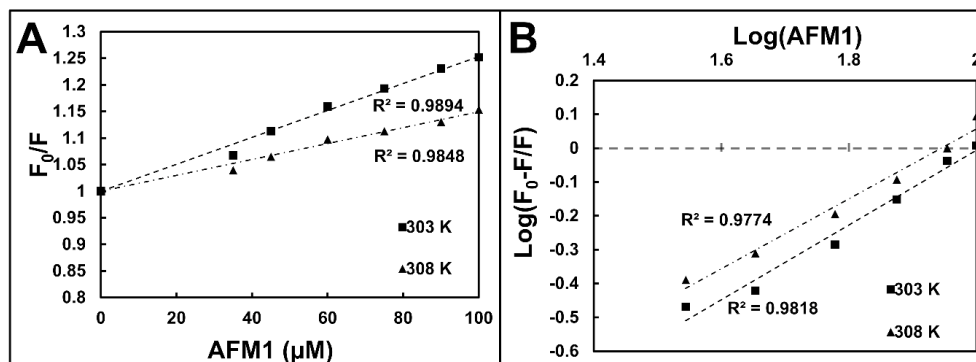 A
1.3
1.25
1.2
1.15
1.1
1.05
1
0.95
0.9
0.85
0.8
F₀/F
R² = 0.9894
R² = 0.9848
303 K
308 K
0
20
40
60
80
100
AFM1 (µM)
B
Log(AFM1)
1.4
1.6
1.8
2
0.2
0.1
0
-0.1
-0.2
-0.3
-0.4
-0.5
-0.6
Log(F₀-F/F)
R² = 0.9774
R² = 0.9818
303 K
308 K